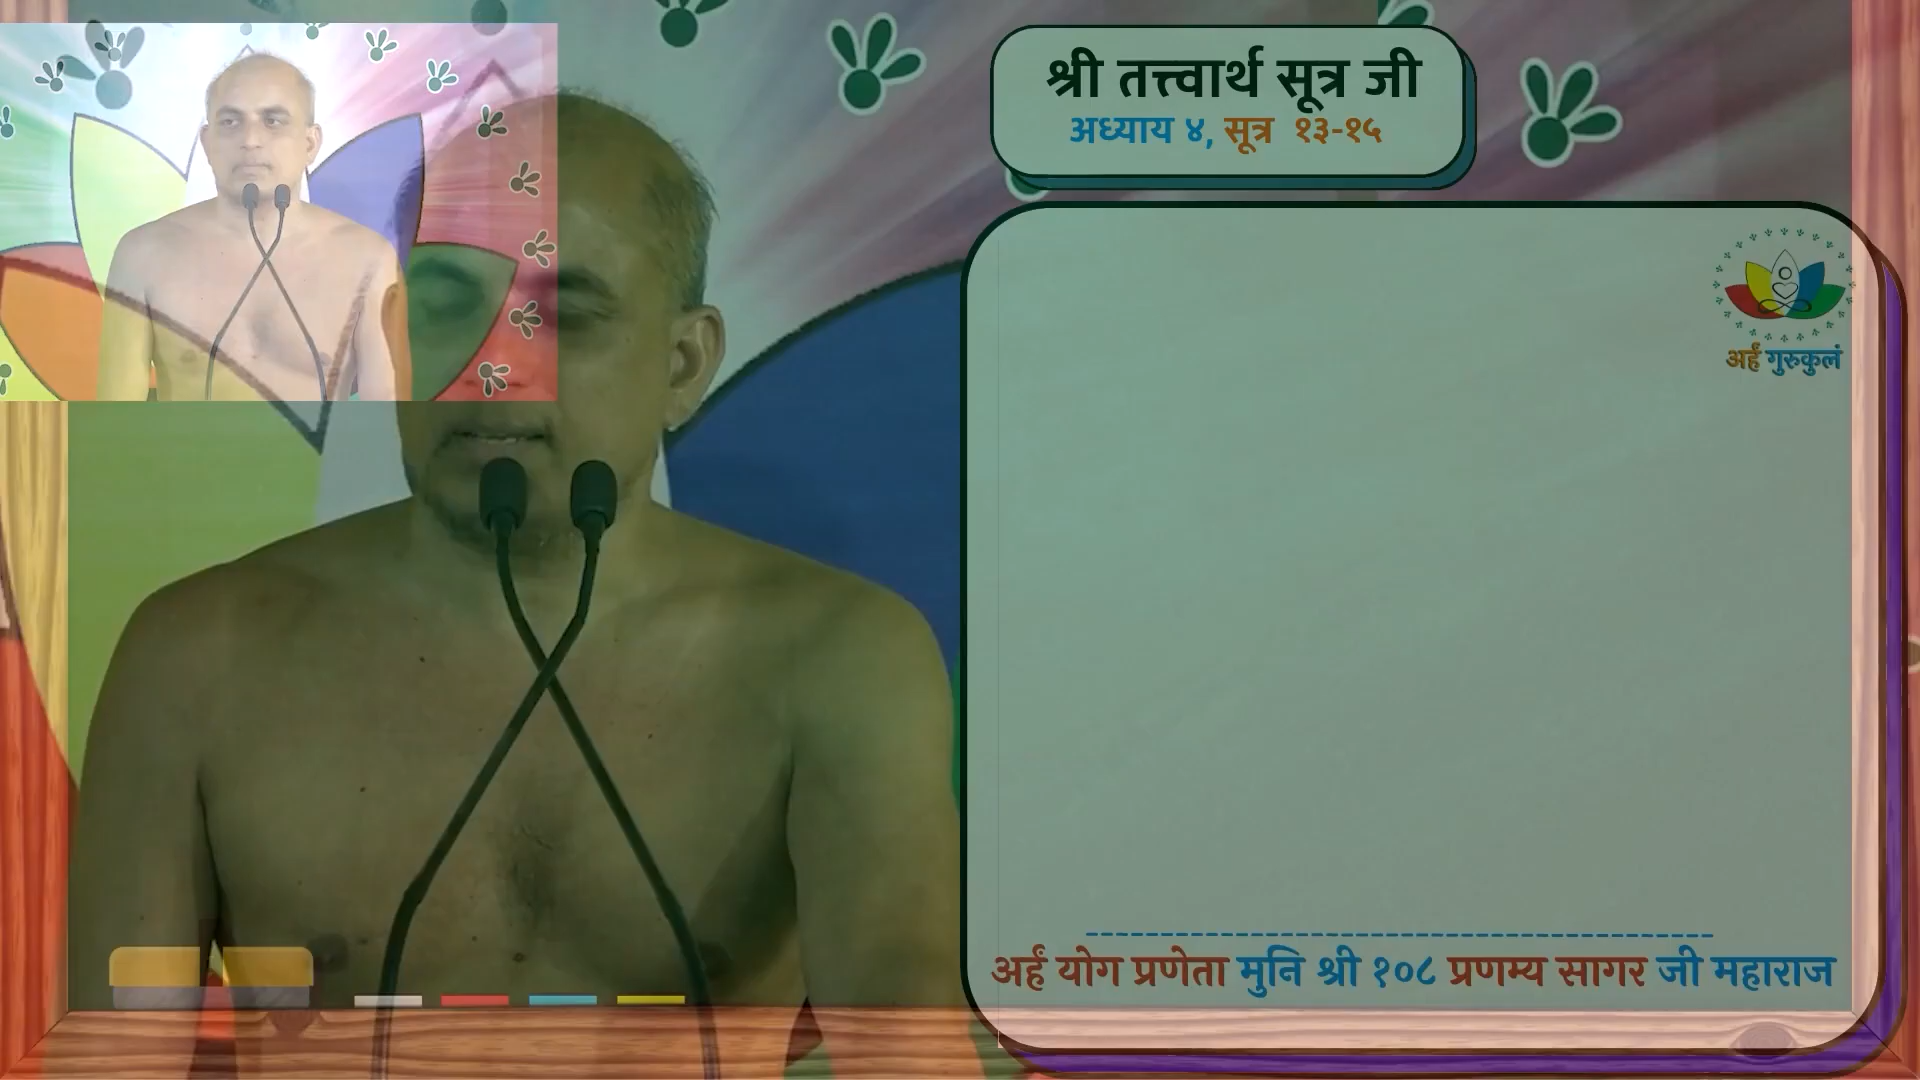 श्री तत्त्वार्थ सूत्र जी
अध्याय ४, सूत्र १३-१५
अर्हं गुरुकुलं
अर्हं योग प्रणेता मुनि श्री १०८ प्रणम्य सागर जी महाराज